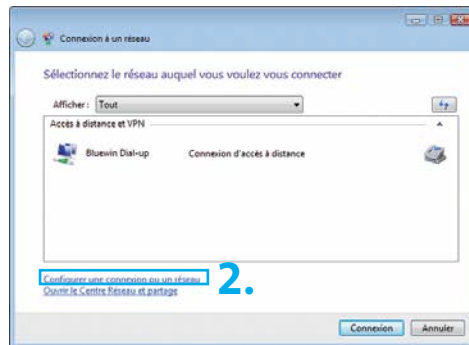 Connexion à un réseau
Sélectionnez le réseau auquel vous voulez vous connecter
Afficher : Tout
Accès à distance et VPN
Bluewin Dial-up Connexion d'accès à distance
Configurer une connexion ou un réseau
2.
Ouvrir le Centre Réseau et partage
Connexion Annuler